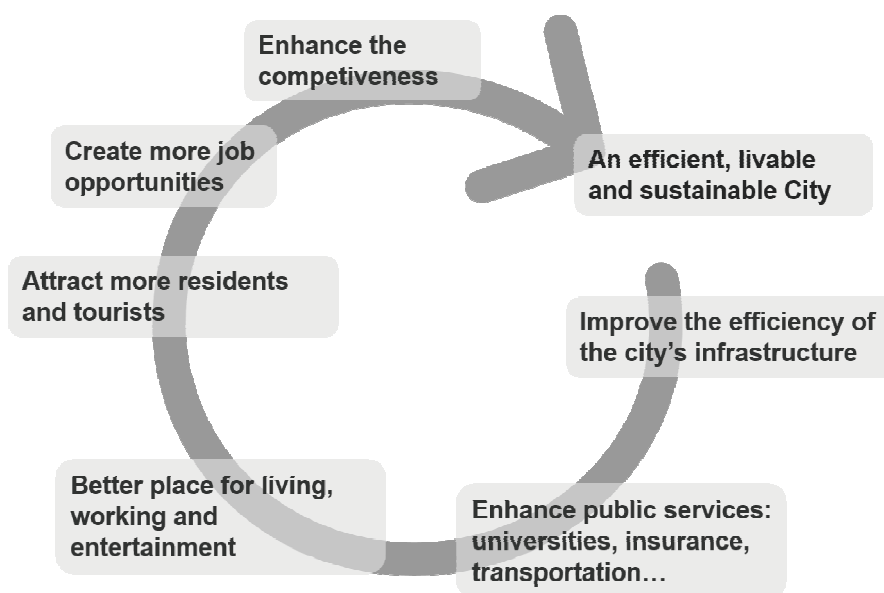 Enhance the
competiveness
An efficient, livable
and sustainable City
Create more job
opportunities
Attract more residents
and tourists
Improve the efficiency of
the city's infrastructure
Better place for living,
working and
entertainment
Enhance public services:
universities, insurance,
transportation...